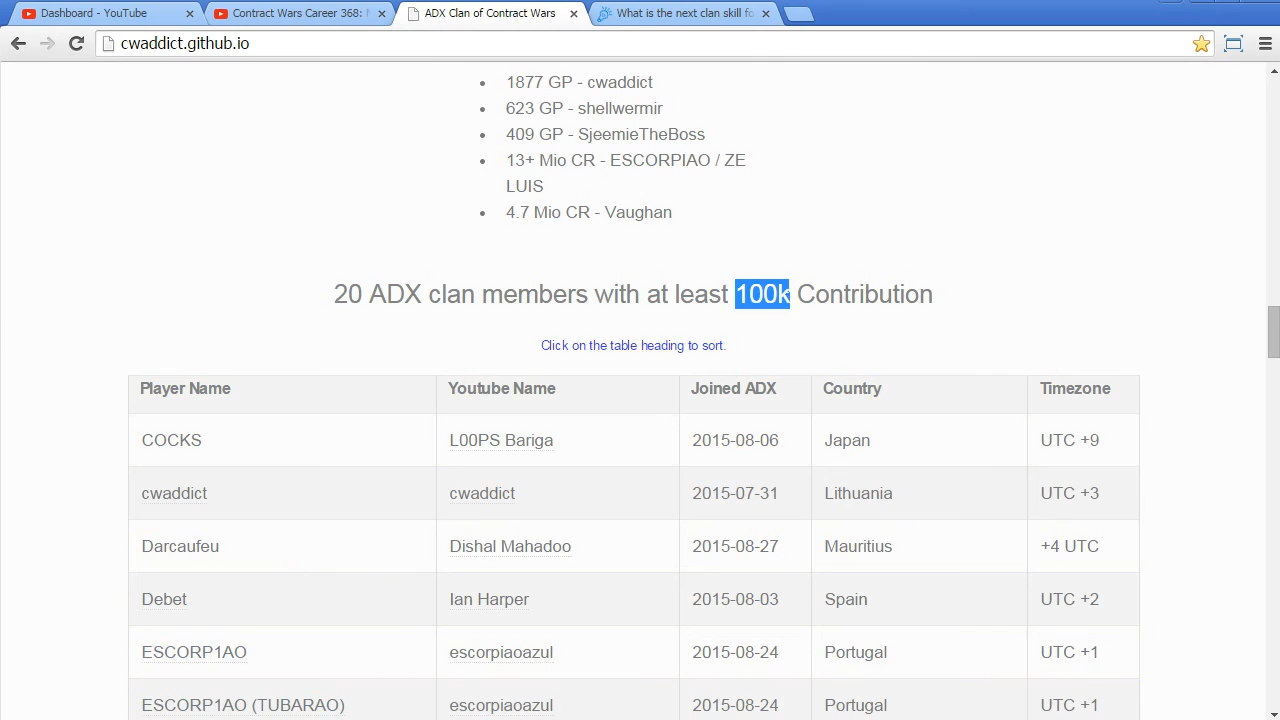 Dashboard - YouTube
Contract Wars Career 368:
ADX Clan of Contract Wars
What is the next clan skill fo
cwaddict.github.io
1877 GP - cwaddict
623 GP - shellwermir
409 GP - SjeemieTheBoss
13+ Mio CR - ESCORPIAO / ZE
LUIS
4.7 Mio CR - Vaughan
20 ADX clan members with at least 100k Contribution
Click on the table heading to sort.
Player Name Youtube Name Joined ADX Country Timezone
COCKS L00PS Bariga 2015-08-06 Japan UTC +9
cwaddict cwaddict 2015-07-31 Lithuania UTC +3
Darcaufeu Dishal Mahadoo 2015-08-27 Mauritius +4 UTC
Debet Ian Harper 2015-08-03 Spain UTC +2
ESCORP1AO escorpiaoazul 2015-08-24 Portugal UTC +1
ESCORP1AO (TUBARAO) escorpiaoazul 2015-08-24 Portugal UTC +1